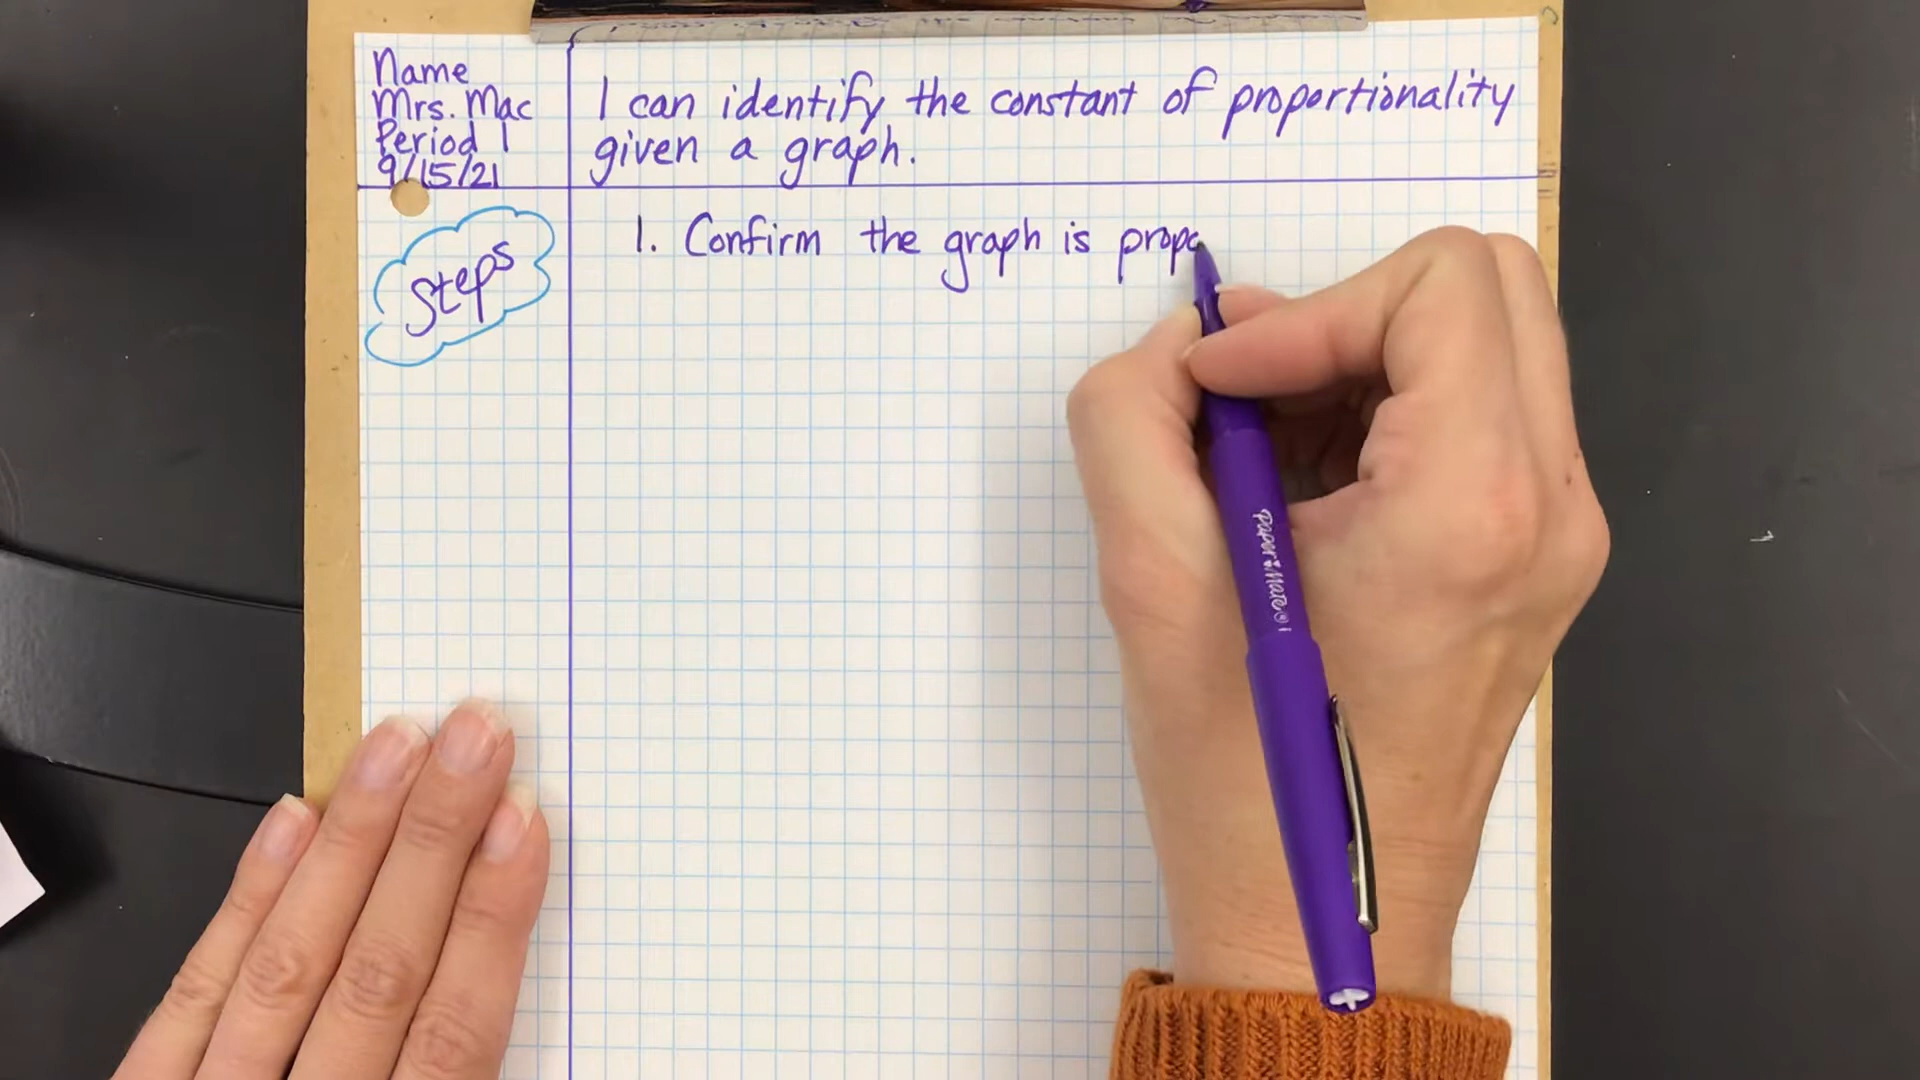 Name
Mrs. Mac
Period 1
9/15/21
I can identify the constant of proportionality
given a graph.
Steps
1. Confirm the graph is propo
Paper Mate